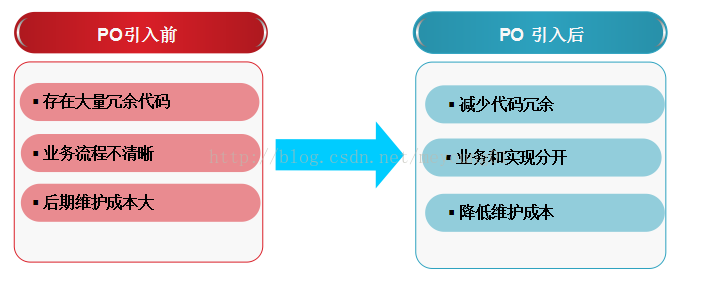 PO引入前
▪ 存在大量冗余代码
▪ 业务流程不清晰
▪ 后期维护成本大
PO 引入后
▪ 减少代码冗余
▪ 业务和实现分开
▪ 降低维护成本
http://blog.csdn.net/